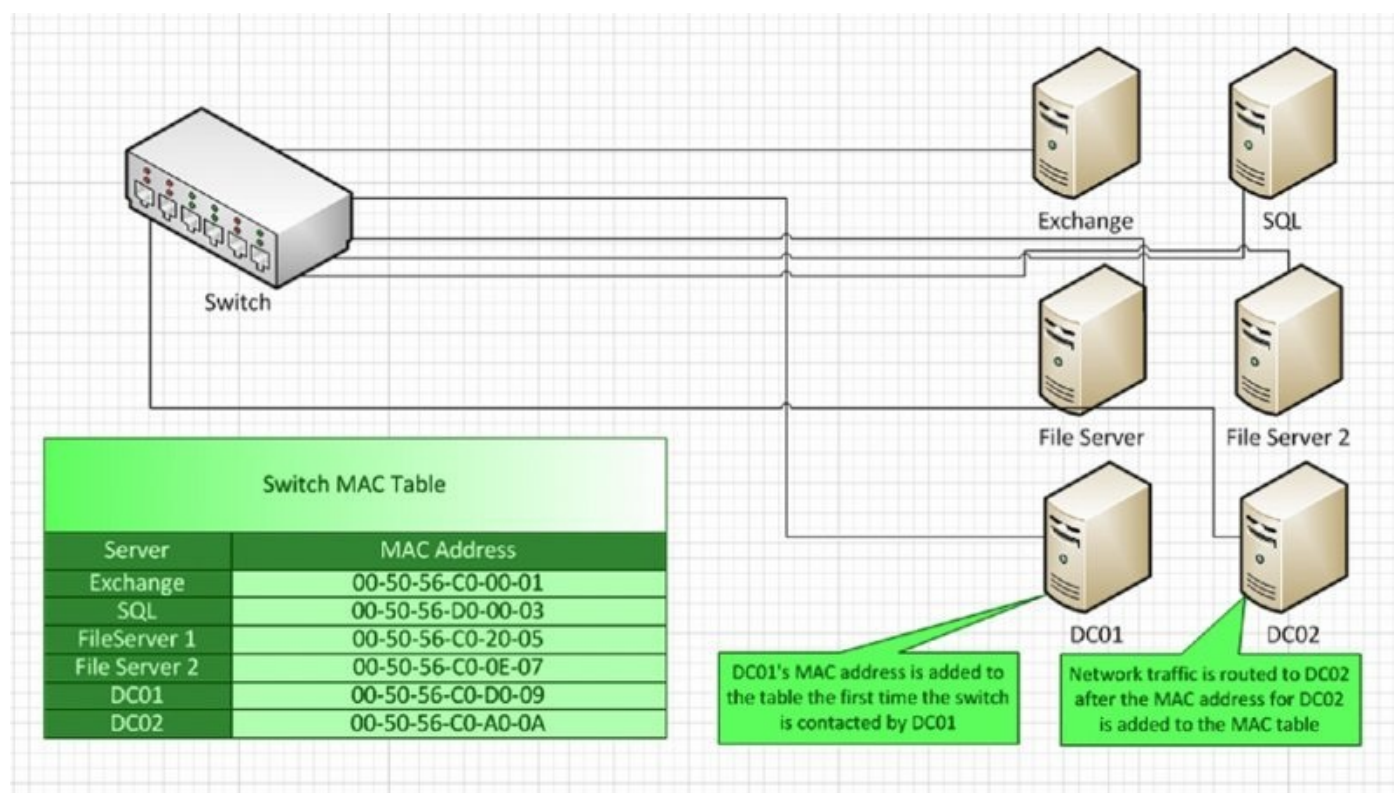 Exchange
SQL
Switch
File Server
File Server 2
Switch MAC Table
Server MAC Address
Exchange 00-50-56-C0-00-01
SQL 00-50-56-D0-00-03
FileServer 1 00-50-56-C0-20-05
File Server 2 00-50-56-C0-0E-07
DC01 00-50-56-C0-D0-09
DC02 00-50-56-C0-A0-0A
DC01
DC02
DC01's MAC address is added to
the table the first time the switch
is contacted by DC01
Network traffic is routed to DC02
after the MAC address for DC02
is added to the MAC table